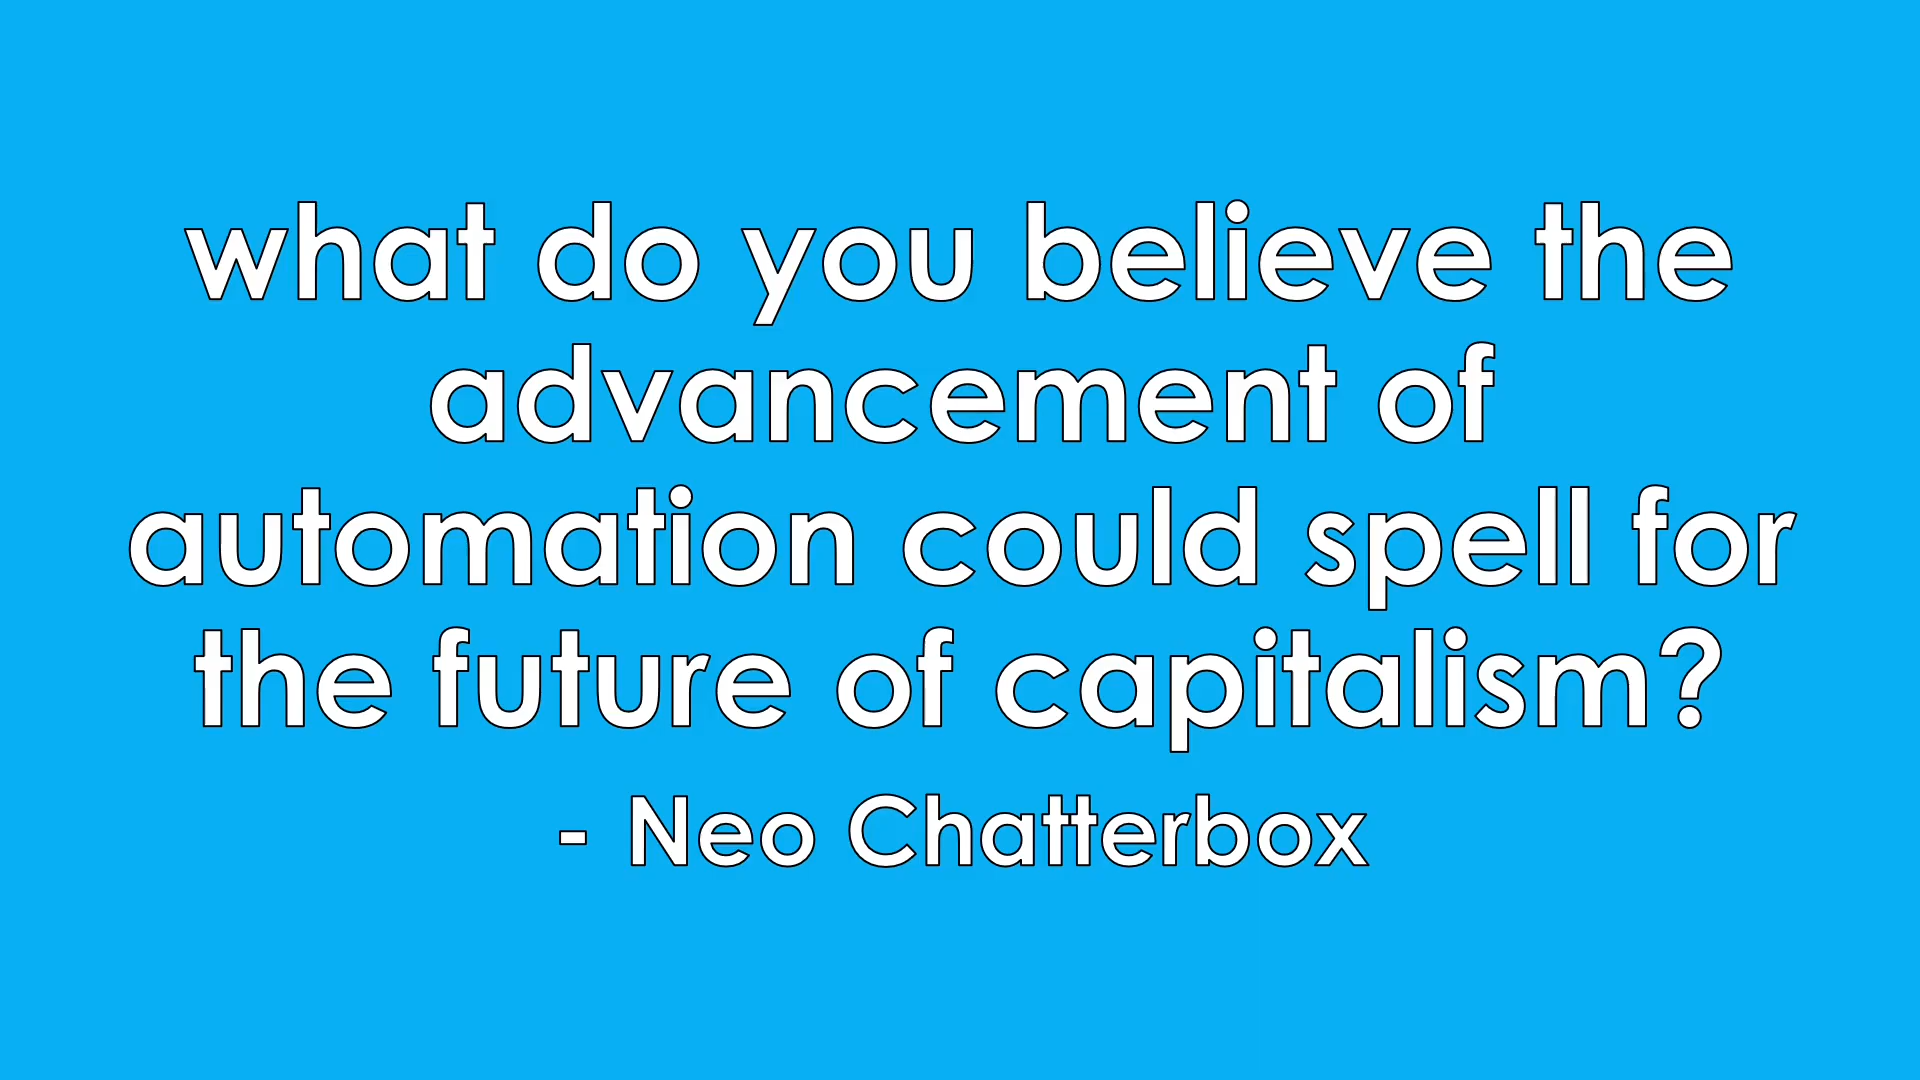 what do you believe the
advancement of
automation could spell for
the future of capitalism?
- Neo Chatterbox